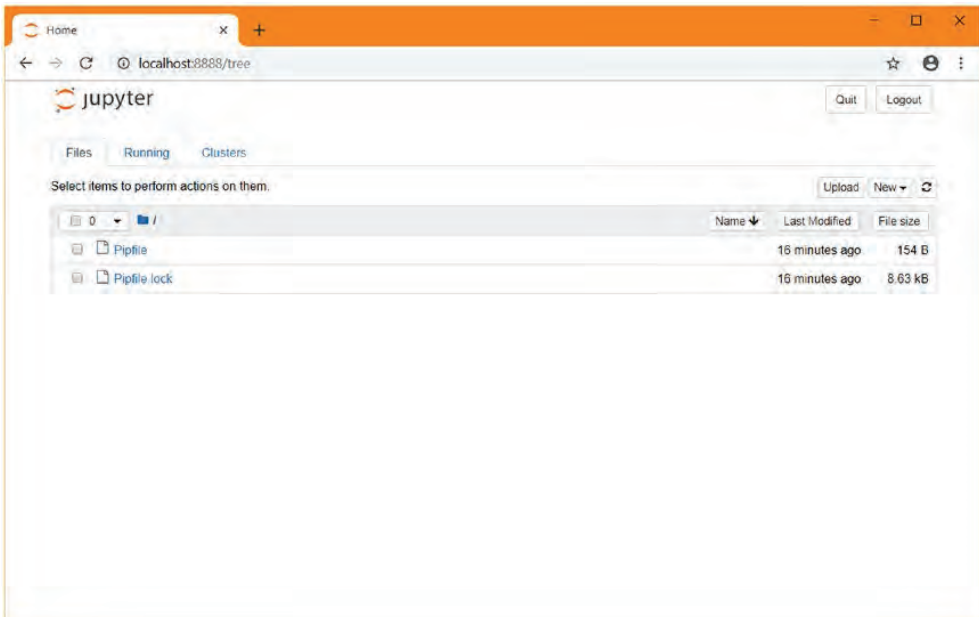 Home
localhost:8888/tree
jupyter
Quit Logout
Files Running Clusters
Select items to perform actions on them.
Upload New
0 /
Name Last Modified File size
Pipfile 16 minutes ago 154 B
Pipfile.lock 16 minutes ago 8.63 kB